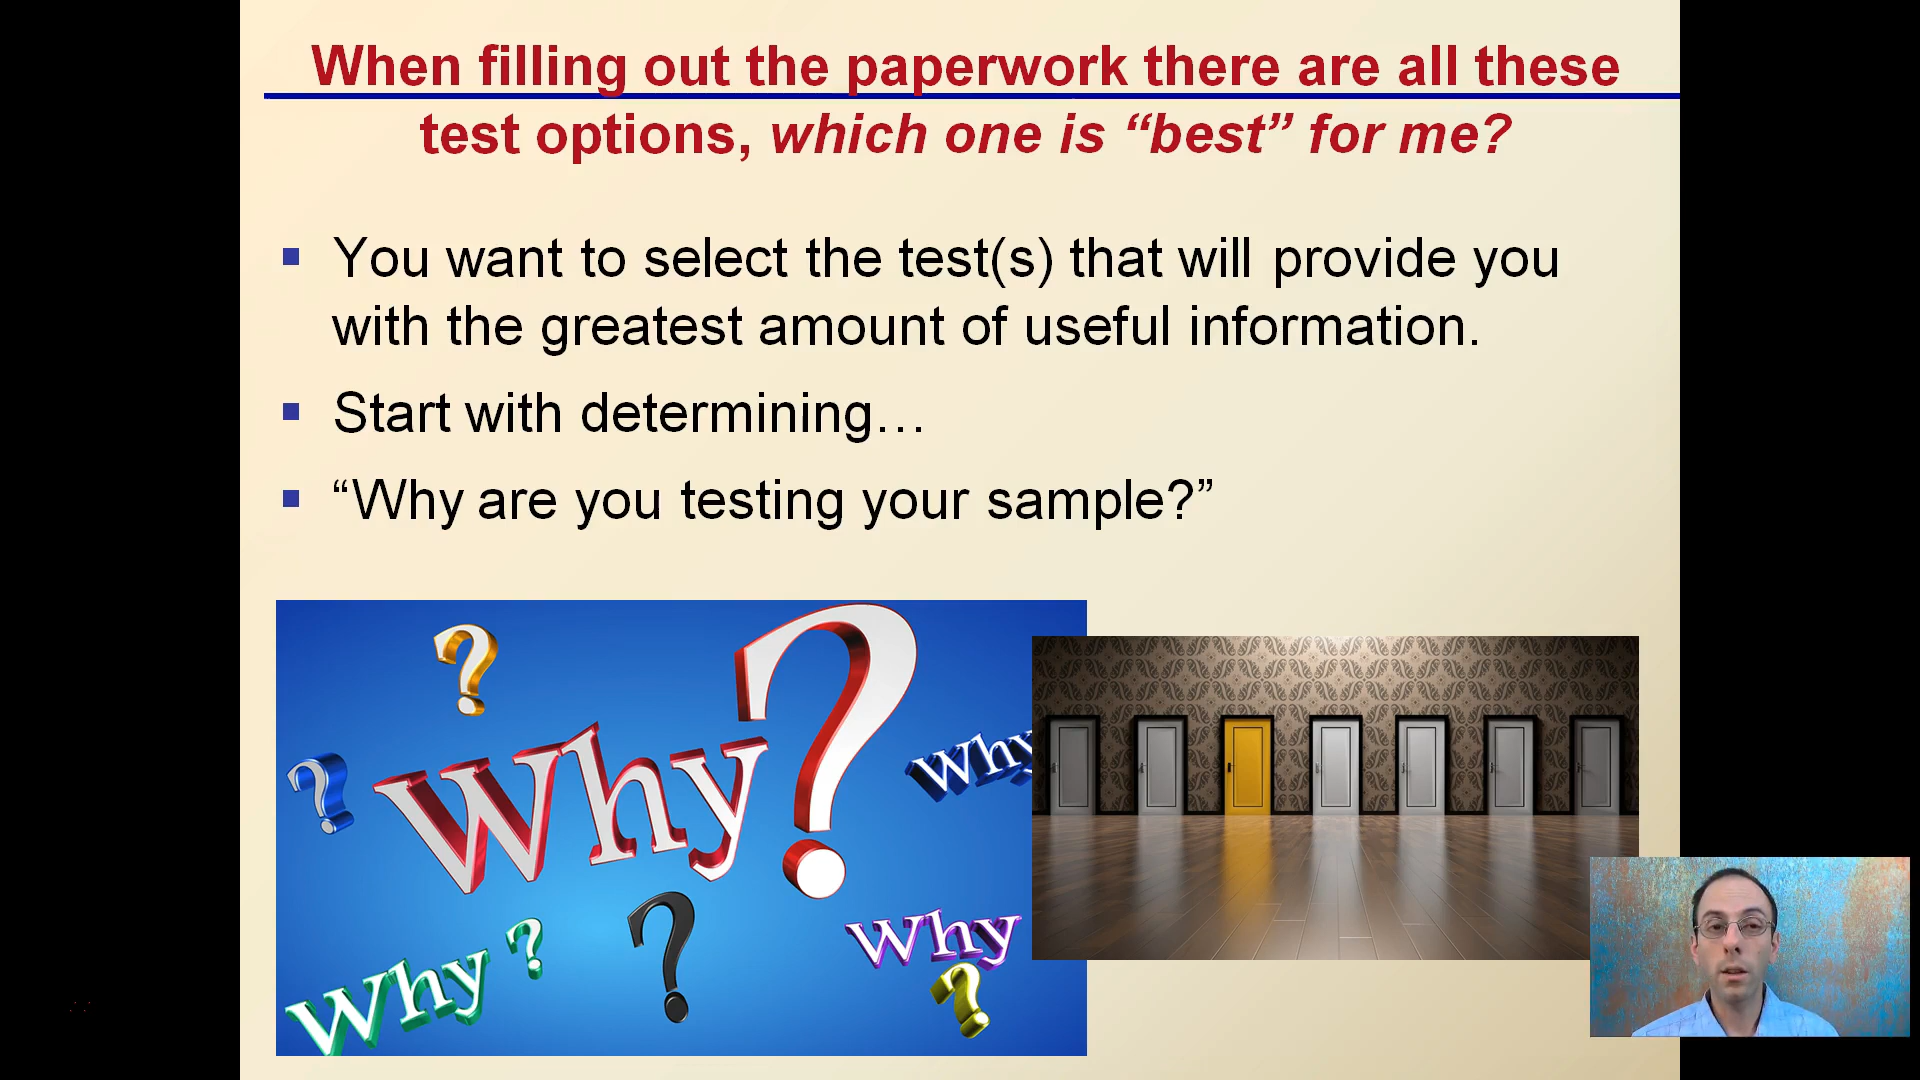 When filling out the paperwork there are all these
test options, which one is “best” for me?
You want to select the test(s) that will provide you
with the greatest amount of useful information.
Start with determining…
“Why are you testing your sample?”
?
?
Why?
Why
Why ?
?
Why
?